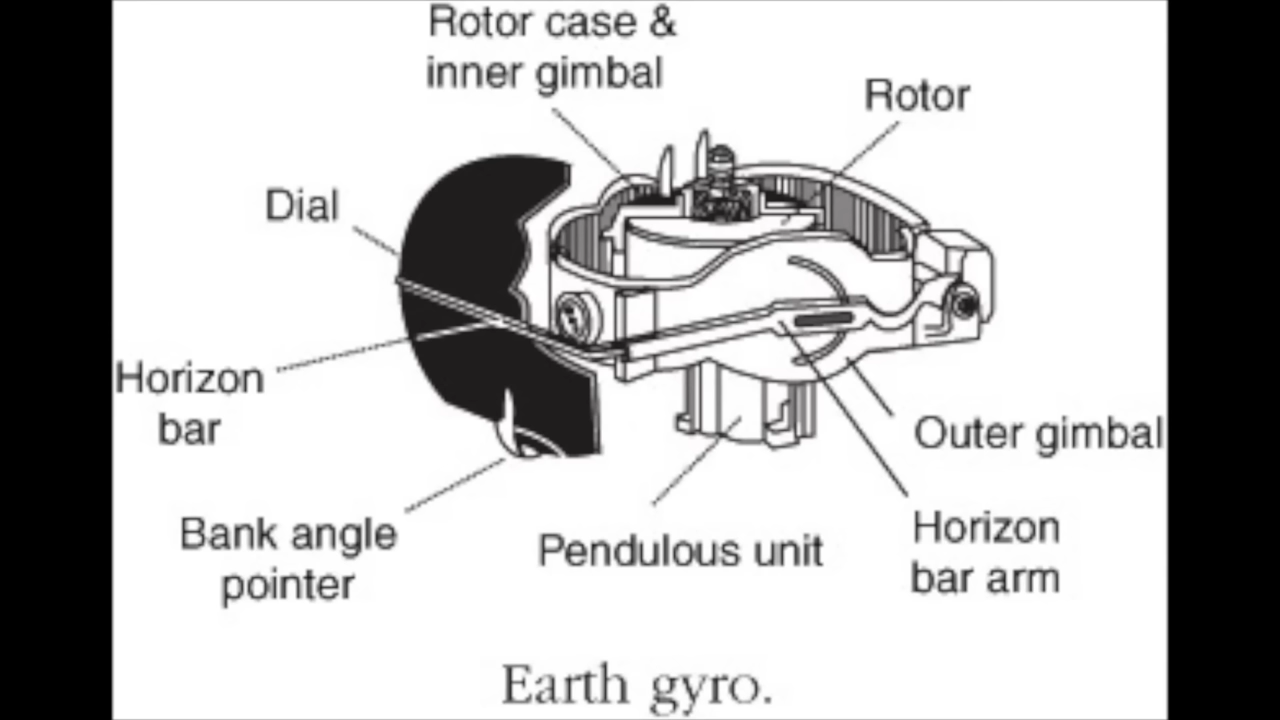 Rotor case &
inner gimbal
Rotor
Dial
Horizon
bar
Outer gimbal
Bank angle
pointer
Pendulous unit
Horizon
bar arm
Earth gyro.